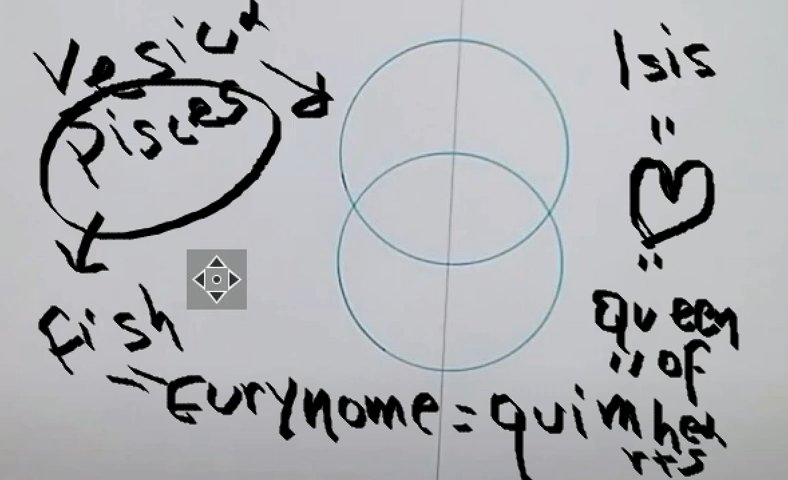 Vesica
Pisces
fish
= Eurynome = quim
Isis
=
=
queen
" of
hearts